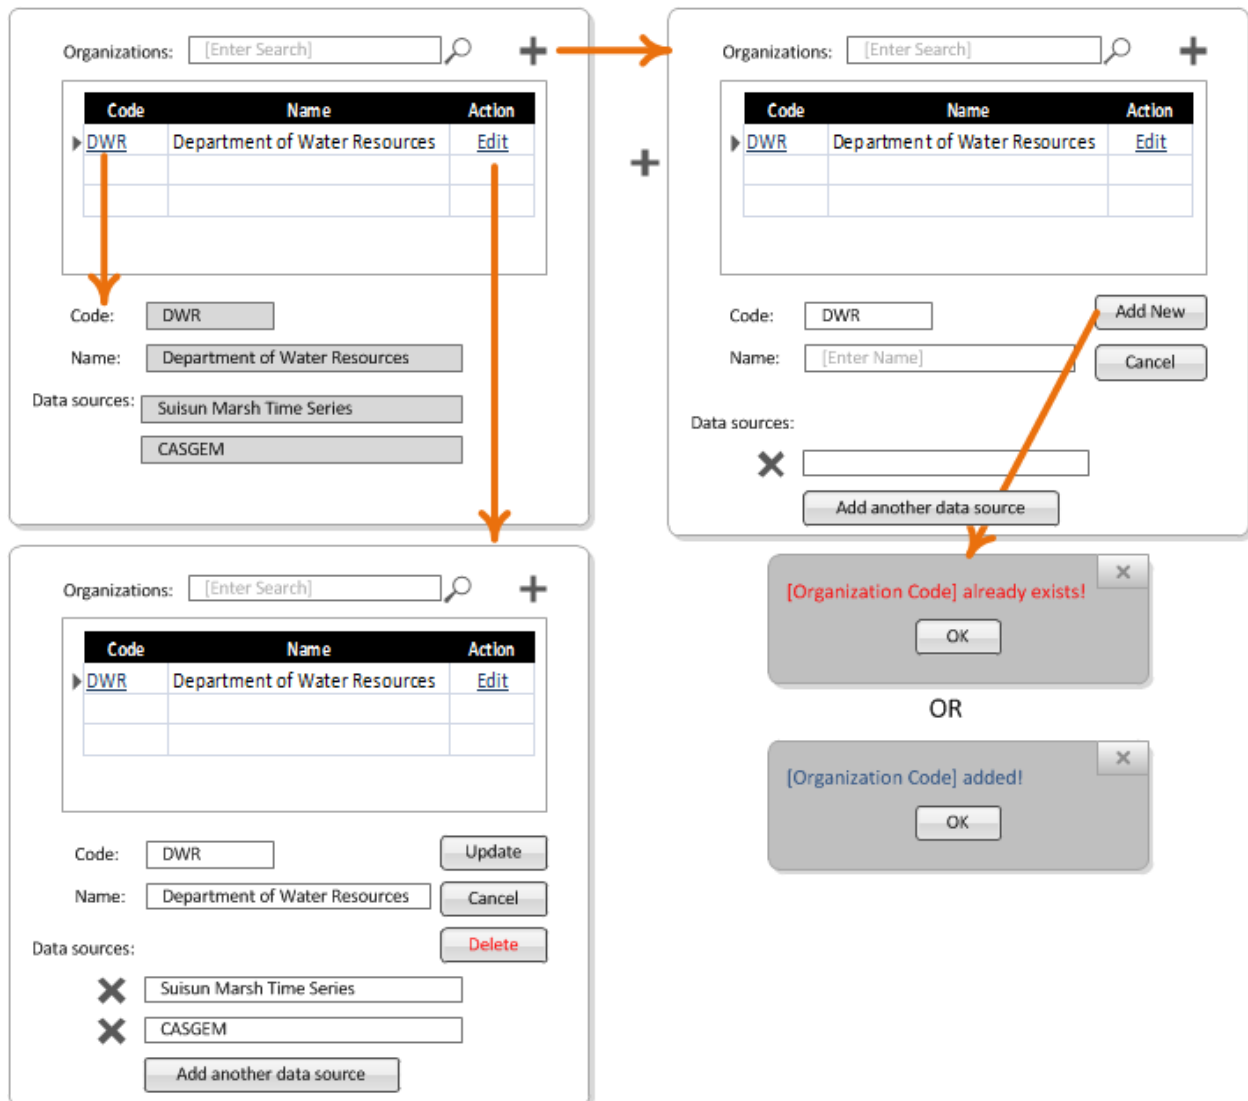 Organizations: [Enter Search]
Code Name Action
DWR Department of Water Resources Edit
Code: DWR
Name: Department of Water Resources
Data sources: Suisun Marsh Time Series
CASGEM
Organizations: [Enter Search]
Code Name Action
DWR Department of Water Resources Edit
Code: DWR Add New
Name: [Enter Name] Cancel
Data sources:
Add another data source
[Organization Code] already exists!
OK
OR
[Organization Code] added!
OK
Organizations: [Enter Search]
Code Name Action
DWR Department of Water Resources Edit
Code: DWR Update
Name: Department of Water Resources Cancel
Delete
Data sources:
Suisun Marsh Time Series
CASGEM
Add another data source